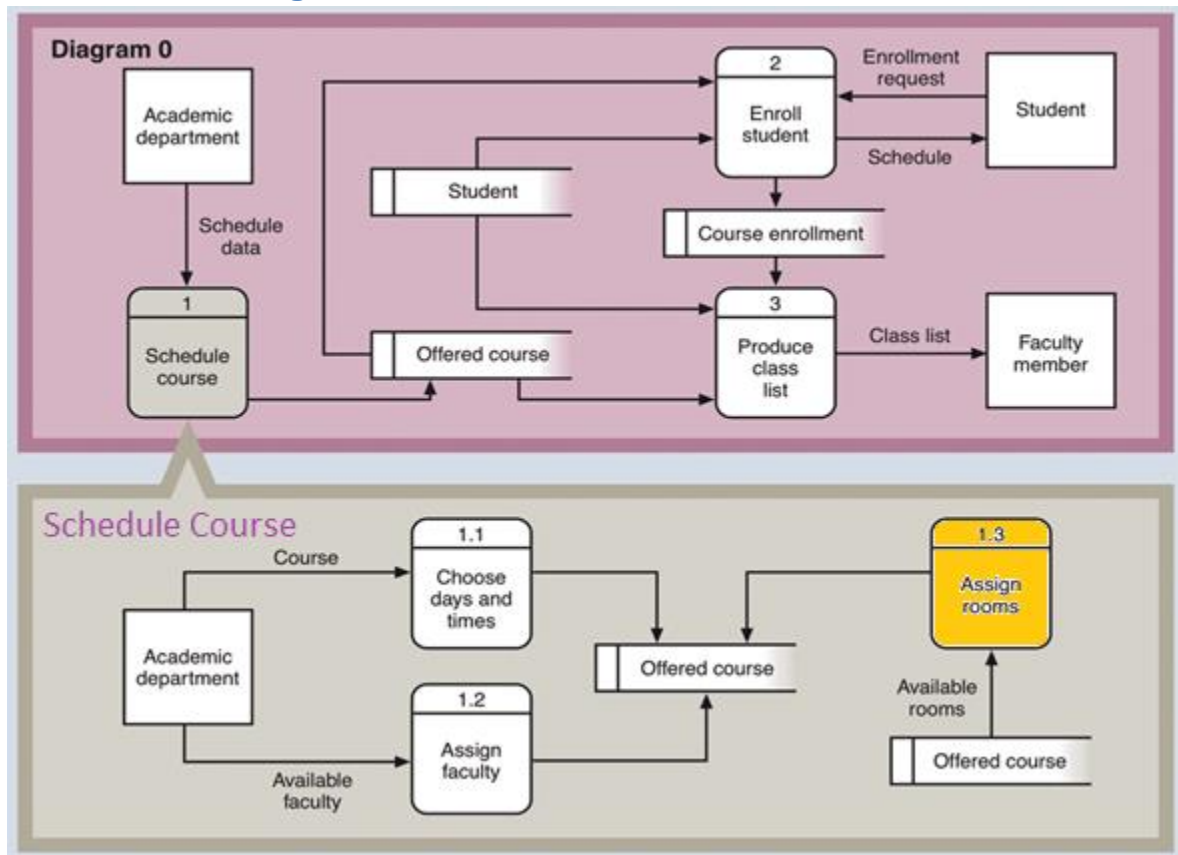 Diagram 0
Academic
department
Schedule
data
1
Schedule
course
Student
Offered course
2
Enroll
student
Enrollment
request
Schedule
Student
Course enrollment
3
Produce
class
list
Class list
Faculty
member
Schedule Course
Academic
department
Course
1.1
Choose
days and
times
Available
faculty
1.2
Assign
faculty
Offered course
1.3
Assign
rooms
Available
rooms
Offered course